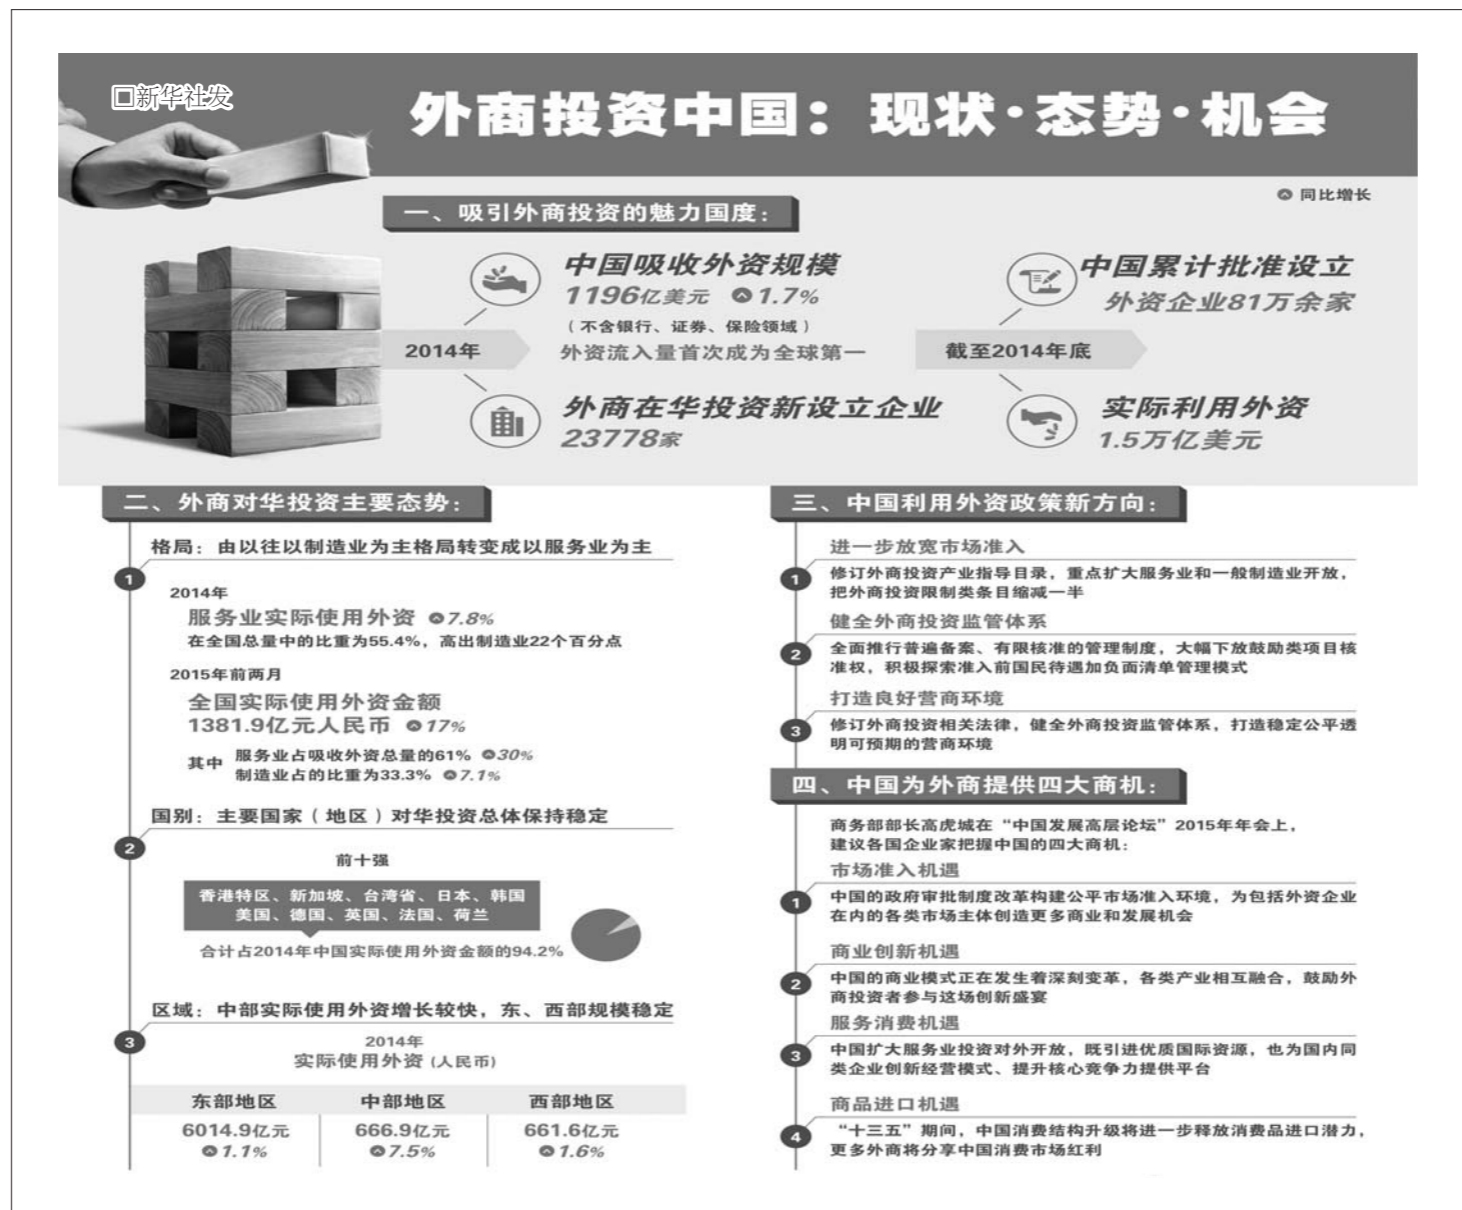 新华社发
外商投资中国：现状·态势·机会
同比增长
一、吸引外商投资的魅力国度：
2014年
中国吸收外资规模
1196亿美元 1.7%
（不含银行、证券、保险领域）
外资流入量首次成为全球第一
外商在华投资新设立企业
23778家
截至2014年底
中国累计批准设立
外资企业81万余家
实际利用外资
1.5万亿美元
二、外商对华投资主要态势：
1
格局：由以往以制造业为主格局转变成以服务业为主
2014年
服务业实际使用外资 7.8%
在全国总量中的比重为55.4%，高出制造业22个百分点
2015年前两月
全国实际使用外资金额
1381.9亿元人民币 17%
其中
服务业占吸收外资总量的61% 30%
制造业占的比重为33.3% 7.1%
2
国别：主要国家（地区）对华投资总体保持稳定
前十强
香港特区、新加坡、台湾省、日本、韩国
美国、德国、英国、法国、荷兰
合计占2014年中国实际使用外资金额的94.2%
3
区域：中部实际使用外资增长较快，东、西部规模稳定
2014年
实际使用外资（人民币）
东部地区 中部地区 西部地区
6014.9亿元 666.9亿元 661.6亿元
1.1% 7.5% 1.6%
三、中国利用外资政策新方向：
1
进一步放宽市场准入
修订外商投资产业指导目录，重点扩大服务业和一般制造业开放，
把外商投资限制类条目缩减一半
2
健全外商投资监管体系
全面推行普遍备案、有限核准的管理制度，大幅下放鼓励类项目核
准权，积极探索准入前国民待遇加负面清单管理模式
3
打造良好营商环境
修订外商投资相关法律，健全外商投资监管体系，打造稳定公平透
明可预期的营商环境
四、中国为外商提供四大商机：
商务部部长高虎城在“中国发展高层论坛”2015年年会上，
建议各国企业家把握中国的四大商机：
1
市场准入机遇
中国的政府审批制度改革构建公平市场准入环境，为包括外资企业
在内的各类市场主体创造更多商业和发展机会
2
商业创新机遇
中国的商业模式正在发生着深刻变革，各类产业相互融合，鼓励外
商投资者参与这场创新盛宴
3
服务消费机遇
中国扩大服务业投资对外开放，既引进优质国际资源，也为国内同
类企业创新经营模式、提升核心竞争力提供平台
4
商品进口机遇
“十三五”期间，中国消费结构升级将进一步释放消费品进口潜力，
更多外商将分享中国消费市场红利